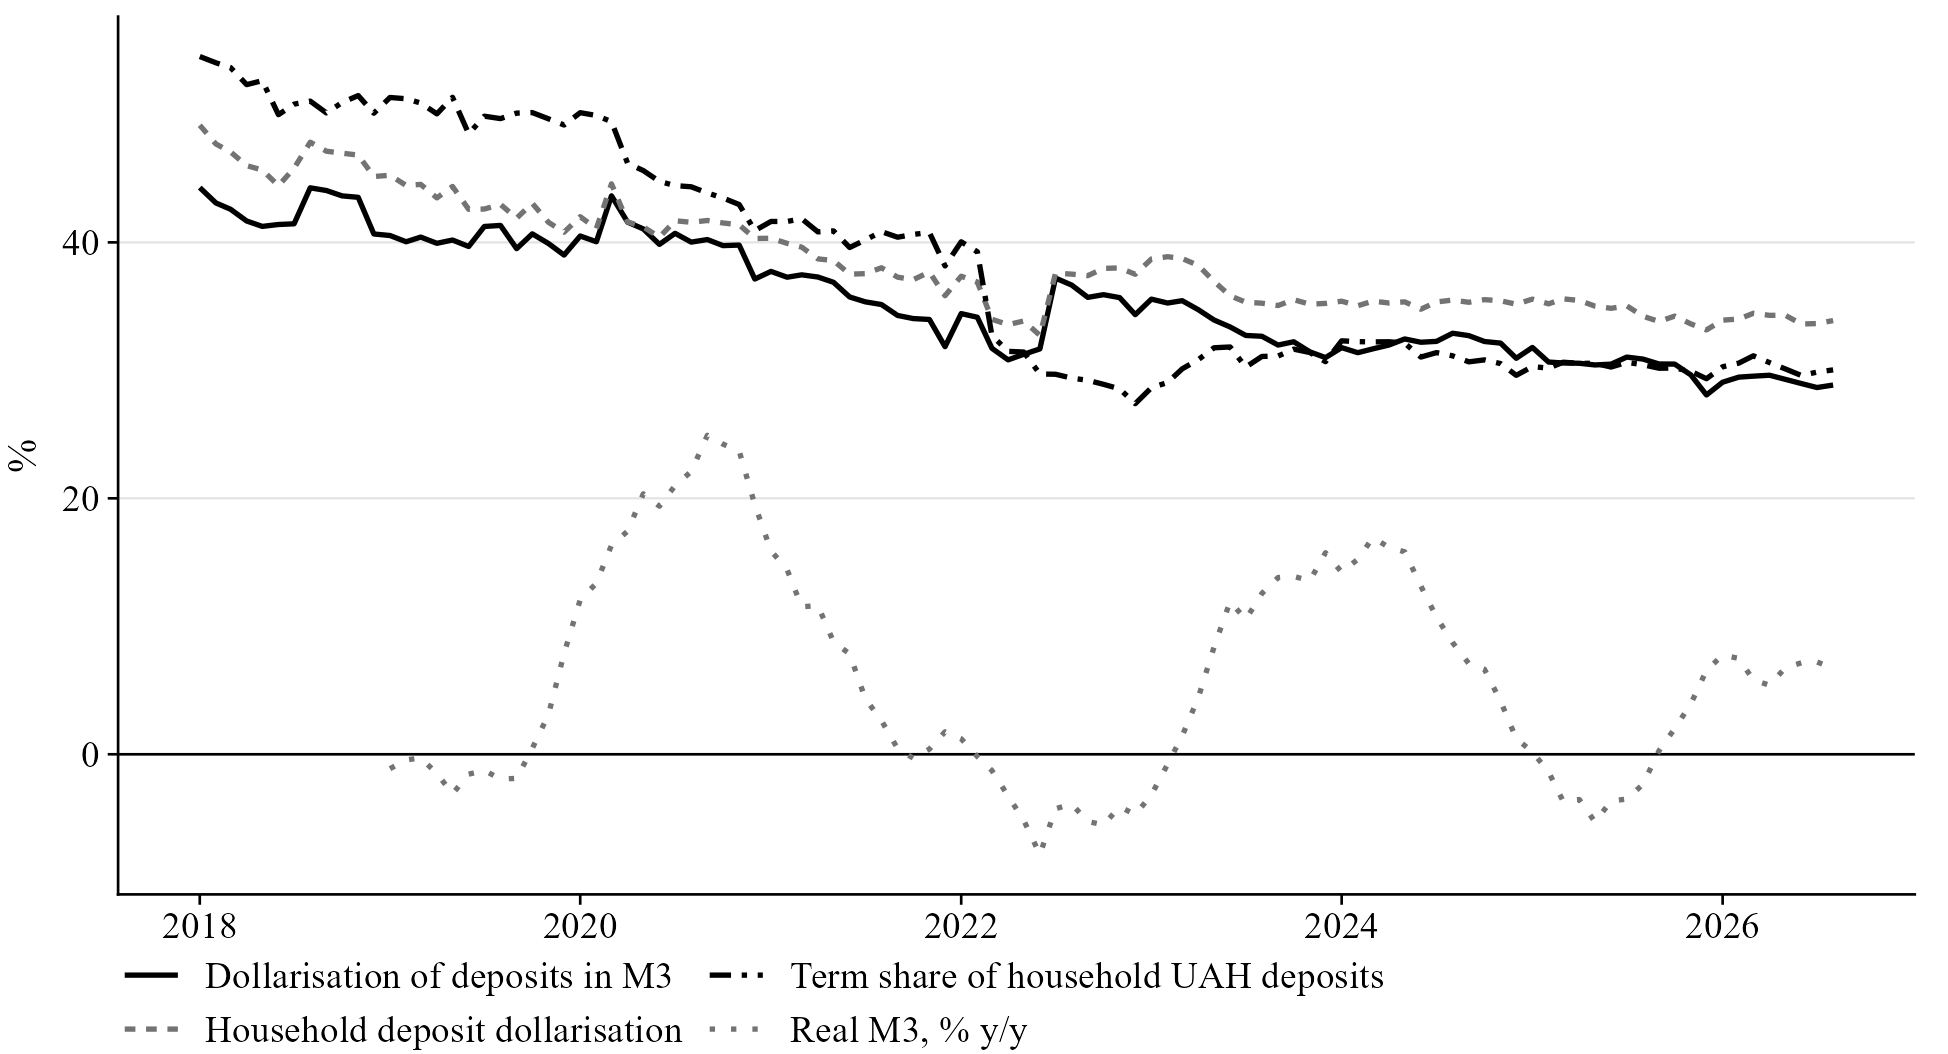 40
20
0
%
2018 2020 2022 2024 2026
Dollarisation of deposits in M3 Term share of household UAH deposits
Household deposit dollarisation Real M3, % y/y